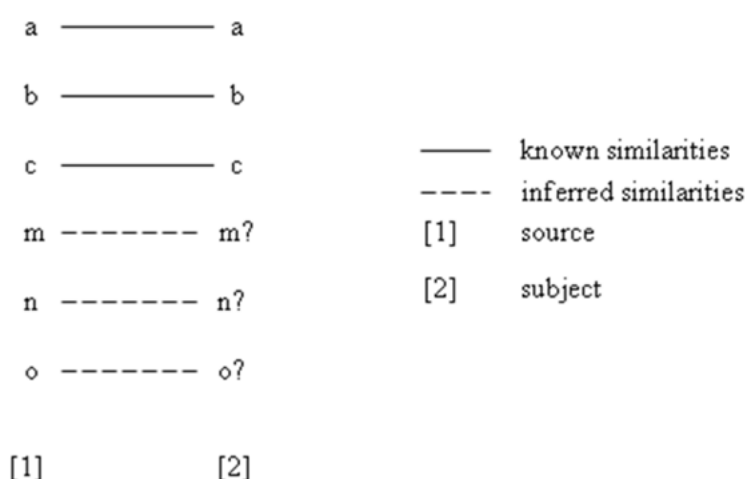 a a
b b
c c
m m?
n n?
o o?
[1] [2]
known similarities
inferred similarities
[1] source
[2] subject